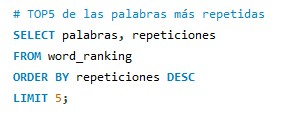 # TOP5 de las palabras más repetidas
SELECT palabras, repeticiones
FROM word_ranking
ORDER BY repeticiones DESC
LIMIT 5;